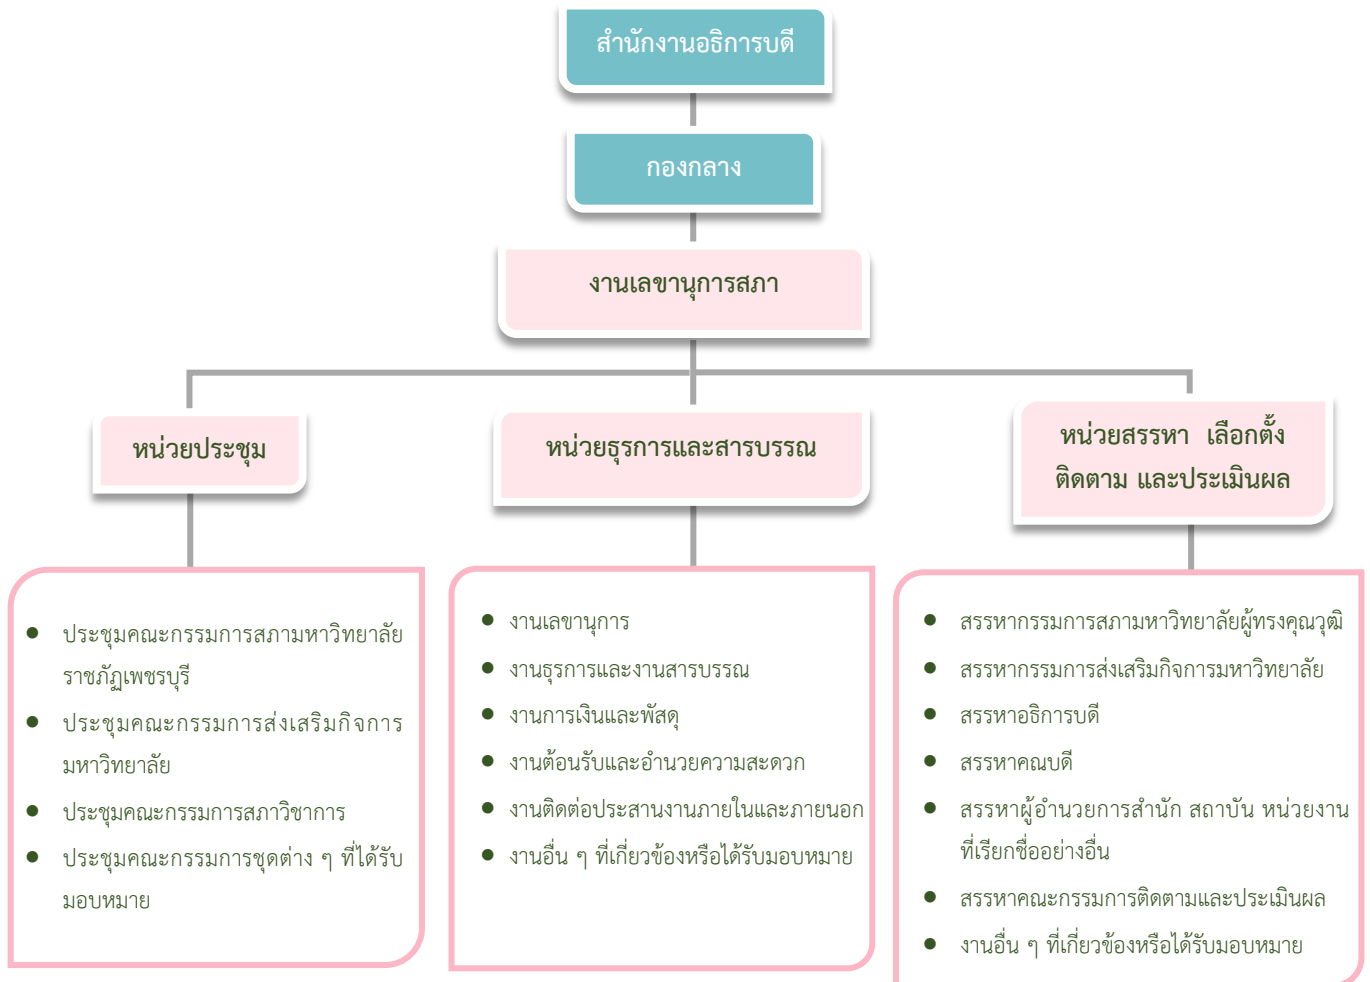 สำนักงานอธิการบดี
กองกลาง
งานเลขานุการสภา
หน่วยประชุม
หน่วยธุรการและสารบรรณ
หน่วยสรรหา เลือกตั้ง
ติดตาม และประเมินผล
● ประชุมคณะกรรมการสภามหาวิทยาลัย
ราชภัฏเพชรบุรี
● ประชุมคณะกรรมการส่งเสริมกิจการ
มหาวิทยาลัย
● ประชุมคณะกรรมการสภาวิชาการ
● ประชุมคณะกรรมการชุดต่าง ๆ ที่ได้รับ
มอบหมาย
● งานเลขานุการ
● งานธุรการและงานสารบรรณ
● งานการเงินและพัสดุ
● งานต้อนรับและอำนวยความสะดวก
● งานติดต่อประสานงานภายในและภายนอก
● งานอื่น ๆ ที่เกี่ยวข้องหรือได้รับมอบหมาย
● สรรหากรรมการสภามหาวิทยาลัยผู้ทรงคุณวุฒิ
● สรรหากรรมการส่งเสริมกิจการมหาวิทยาลัย
● สรรหาอธิการบดี
● สรรหาคณบดี
● สรรหาผู้อำนวยการสำนัก สถาบัน หน่วยงาน
ที่เรียกชื่ออย่างอื่น
● สรรหาคณะกรรมการติดตามและประเมินผล
● งานอื่น ๆ ที่เกี่ยวข้องหรือได้รับมอบหมาย